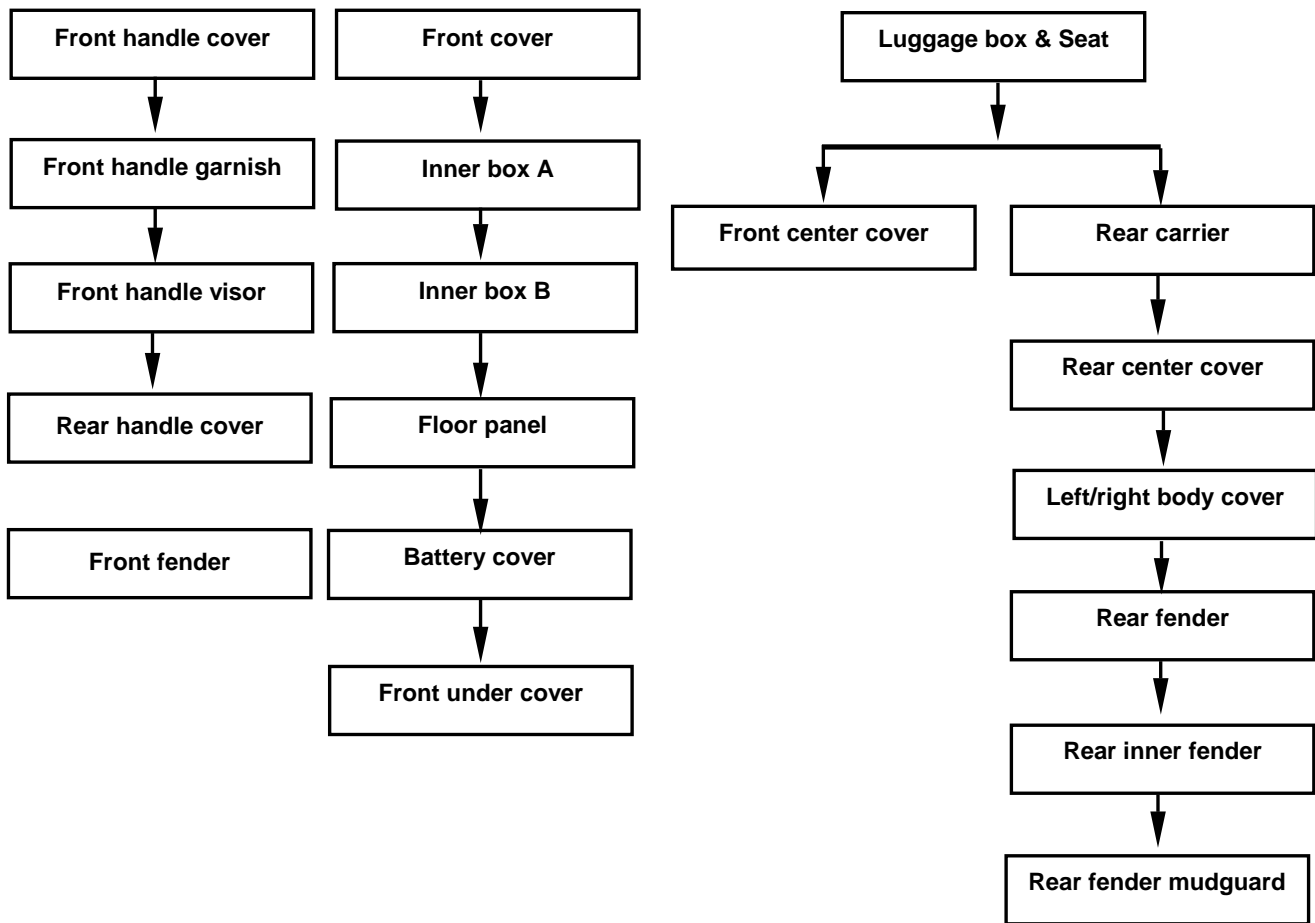 Front handle cover
Front handle garnish
Front handle visor
Rear handle cover
Front fender
Front cover
Inner box A
Inner box B
Floor panel
Battery cover
Front under cover
Luggage box & Seat
Front center cover
Rear carrier
Rear center cover
Left/right body cover
Rear fender
Rear inner fender
Rear fender mudguard